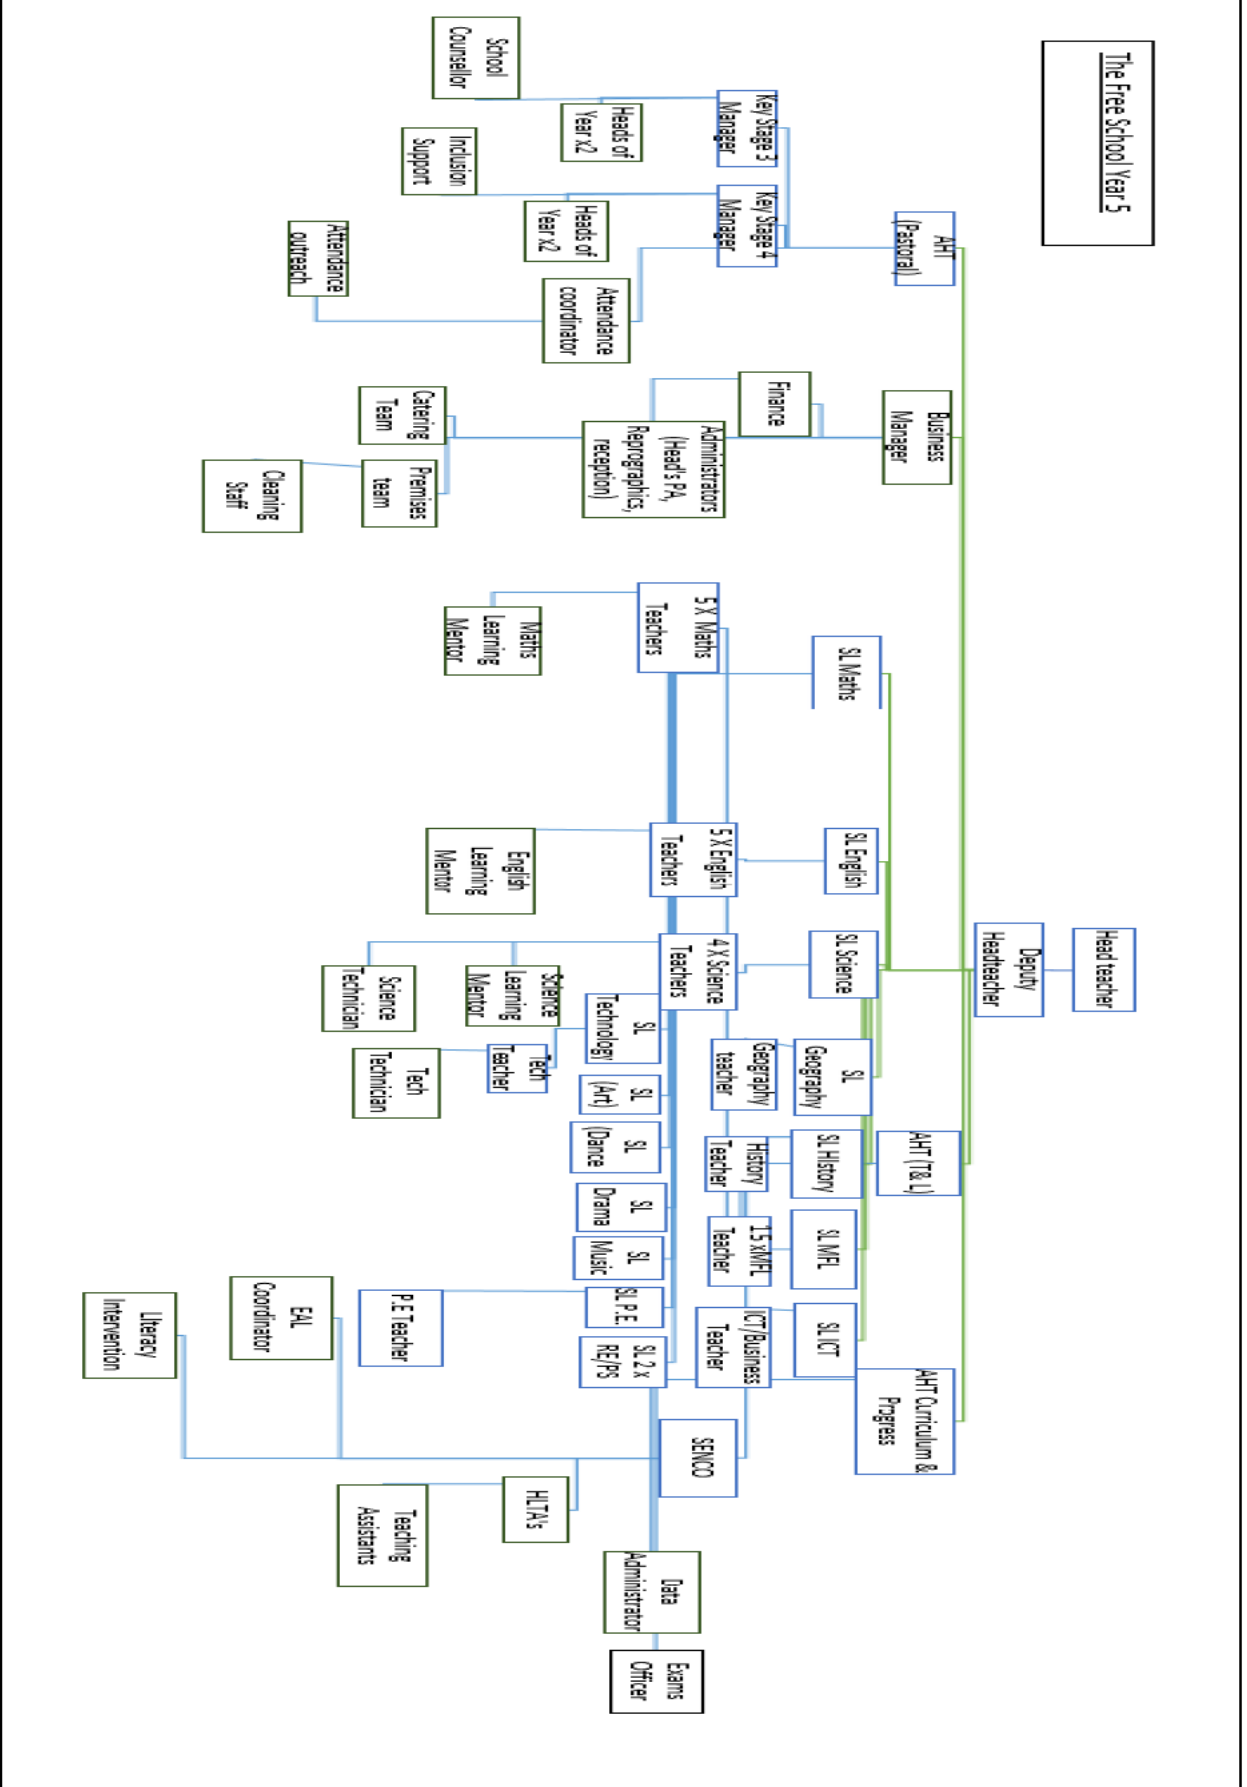 The Free School Year 5
Head teacher
Deputy
Headteacher
AHT
(Pastoral)
Business
Manager
AHT (T& L)
AHT Curriculum &
Progress
SL Maths
SL English
SL Science
SL
Geography
SL HIstory
SL MFL
SL ICT
Key Stage 3
Manager
Key Stage 4
Manager
Finance
Administrators
(Head's PA,
Reprographics,
reception)
5 X Maths
Teachers
5 X English
Teachers
4 X Science
Teachers
Geography
teacher
History
Teacher
1.5 xMFL
Teacher
ICT/Business
Teacher
SENCO
Data
Administrator
Exams
Officer
Heads of
Year x2
Heads of
Year x2
Attendance
coordinator
SL
Technology
SL
(Art)
SL
(Dance
SL
Drama
SL
Music
SL P.E.
SL 2 x
RE/PS
School
Counsellor
Inclusion
Support
Maths
Learning
Mentor
English
Learning
Mentor
Science
Learning
Mentor
Tech
Teacher
HLTA's
Attendance
outreach
Catering
Team
Premises
team
Cleaning
Staff
Science
Technician
Tech
Technician
P.E Teacher
Teaching
Assistants
EAL
Coordinator
LIteracy
Intervention